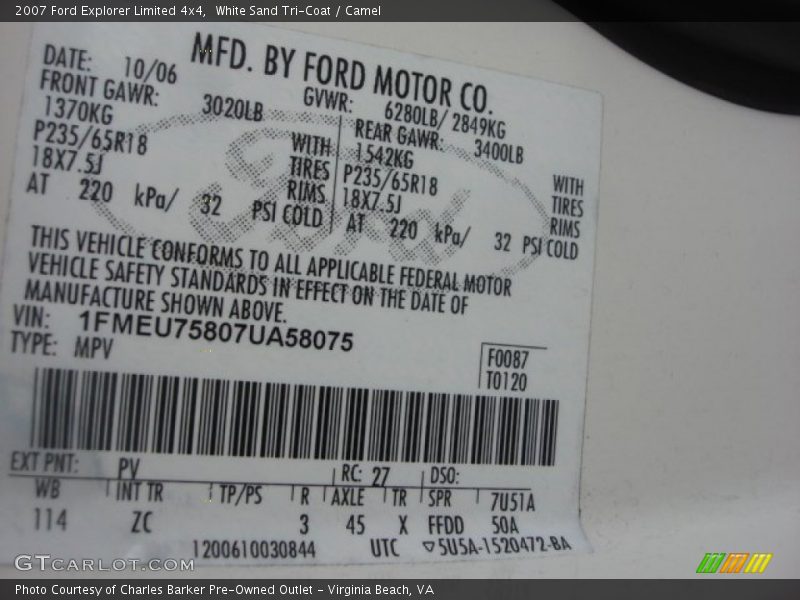 2007 Ford Explorer Limited 4x4, White Sand Tri-Coat / Camel
MFD. BY FORD MOTOR CO.
DATE: 10/06 GVWR: 6280LB/ 2849KG
FRONT GAWR: 3020LB REAR GAWR: 3400LB
1370KG WITH 1542KG WITH
P235/65R18 TIRES P235/65R18 TIRES
18X7.5J RIMS 18X7.5J RIMS
AT 220 kPa/ 32 PSI COLD AT 220 kPa/ 32 PSI COLD
Ford
THIS VEHICLE CONFORMS TO ALL APPLICABLE FEDERAL MOTOR
VEHICLE SAFETY STANDARDS IN EFFECT ON THE DATE OF
MANUFACTURE SHOWN ABOVE.
VIN: 1FMEU75807UA58075
TYPE: MPV
F0087
T0120
EXT PNT: PV RC: 27 DSO:
WB INT TR TP/PS R AXLE TR SPR 7U51A
114 ZC 3 45 X FFDD 50A
1200610030844 UTC ▽5U5A-1520472-BA
GTCARLOT.COM
Photo Courtesy of Charles Barker Pre-Owned Outlet - Virginia Beach, VA